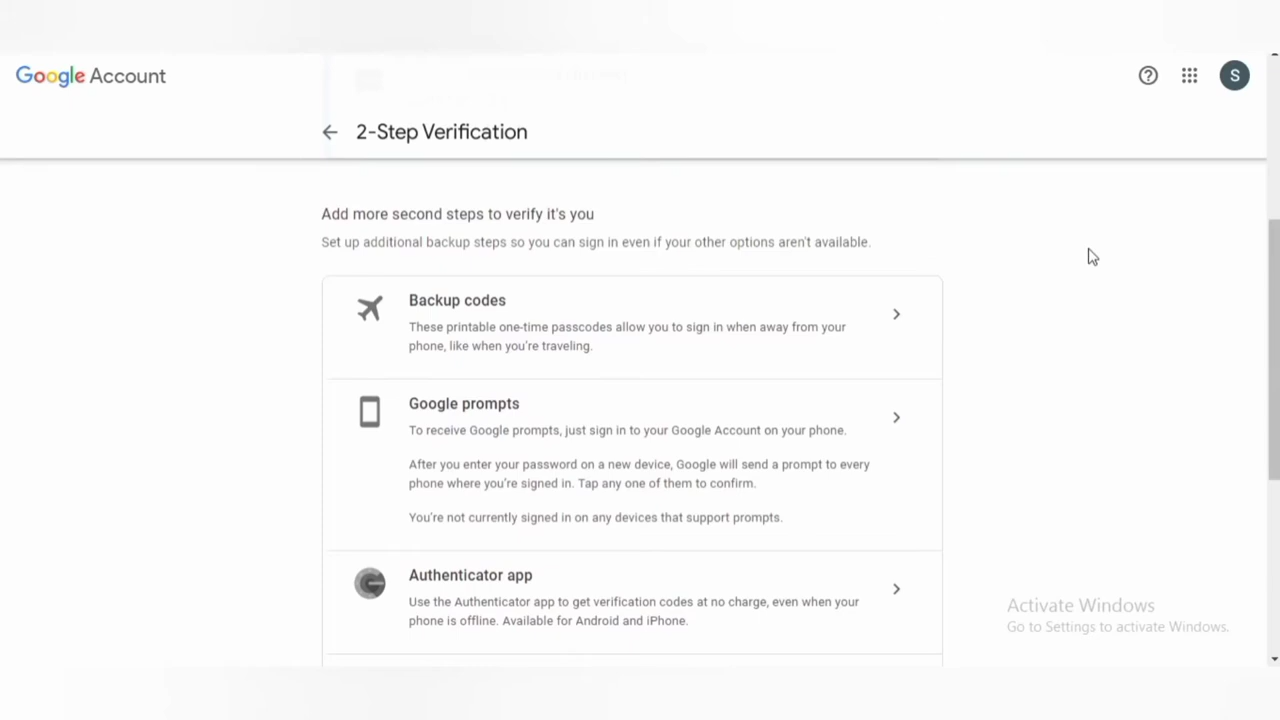 Google Account
S
2-Step Verification
Add more second steps to verify it's you
Set up additional backup steps so you can sign in even if your other options aren't available.
Backup codes
These printable one-time passcodes allow you to sign in when away from your
phone, like when you're traveling.
Google prompts
To receive Google prompts, just sign in to your Google Account on your phone.
After you enter your password on a new device, Google will send a prompt to every
phone where you're signed in. Tap any one of them to confirm.
You're not currently signed in on any devices that support prompts.
Authenticator app
Use the Authenticator app to get verification codes at no charge, even when your
phone is offline. Available for Android and iPhone.
Activate Windows
Go to Settings to activate Windows.